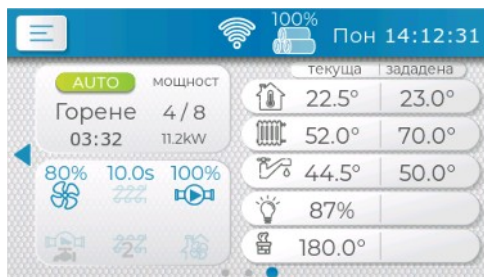 100%
Пон 14:12:31
текуща зададена
AUTO мощност
Горене 4/8
03:32 11.2kW
22.5° 23.0°
52.0° 70.0°
44.5° 50.0°
87%
180.0°
80% 10.0s 100%
2